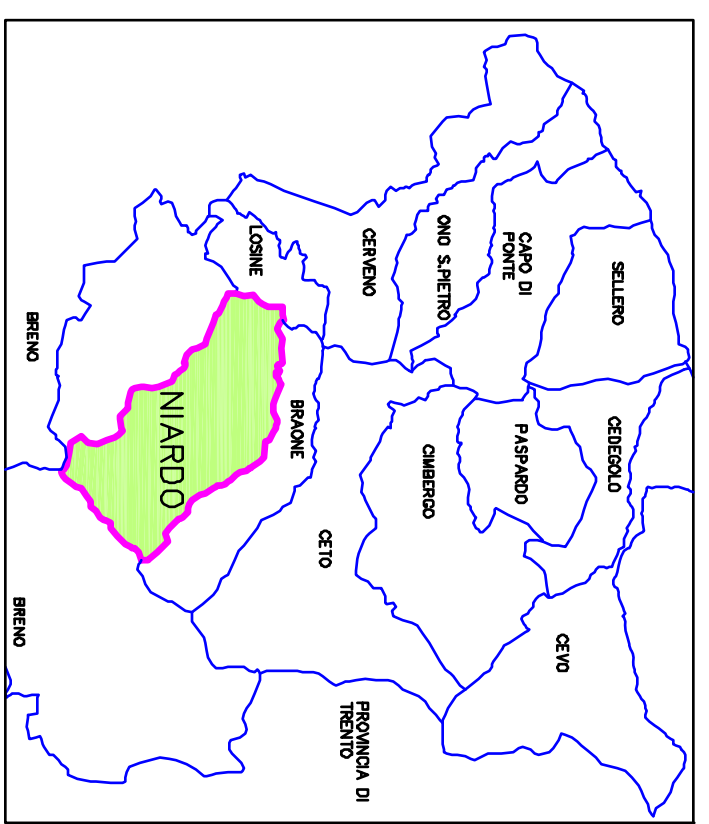 SELLERO
CEDEGOLO
CEVO
CAPO DI
PONTE
PASPARDO
ONO S.PIETRO
CIMBERGO
CERVENO
PROVINCIA DI
TRENTO
CETO
BRAONE
LOSINE
NIARDO
BRENO
BRENO